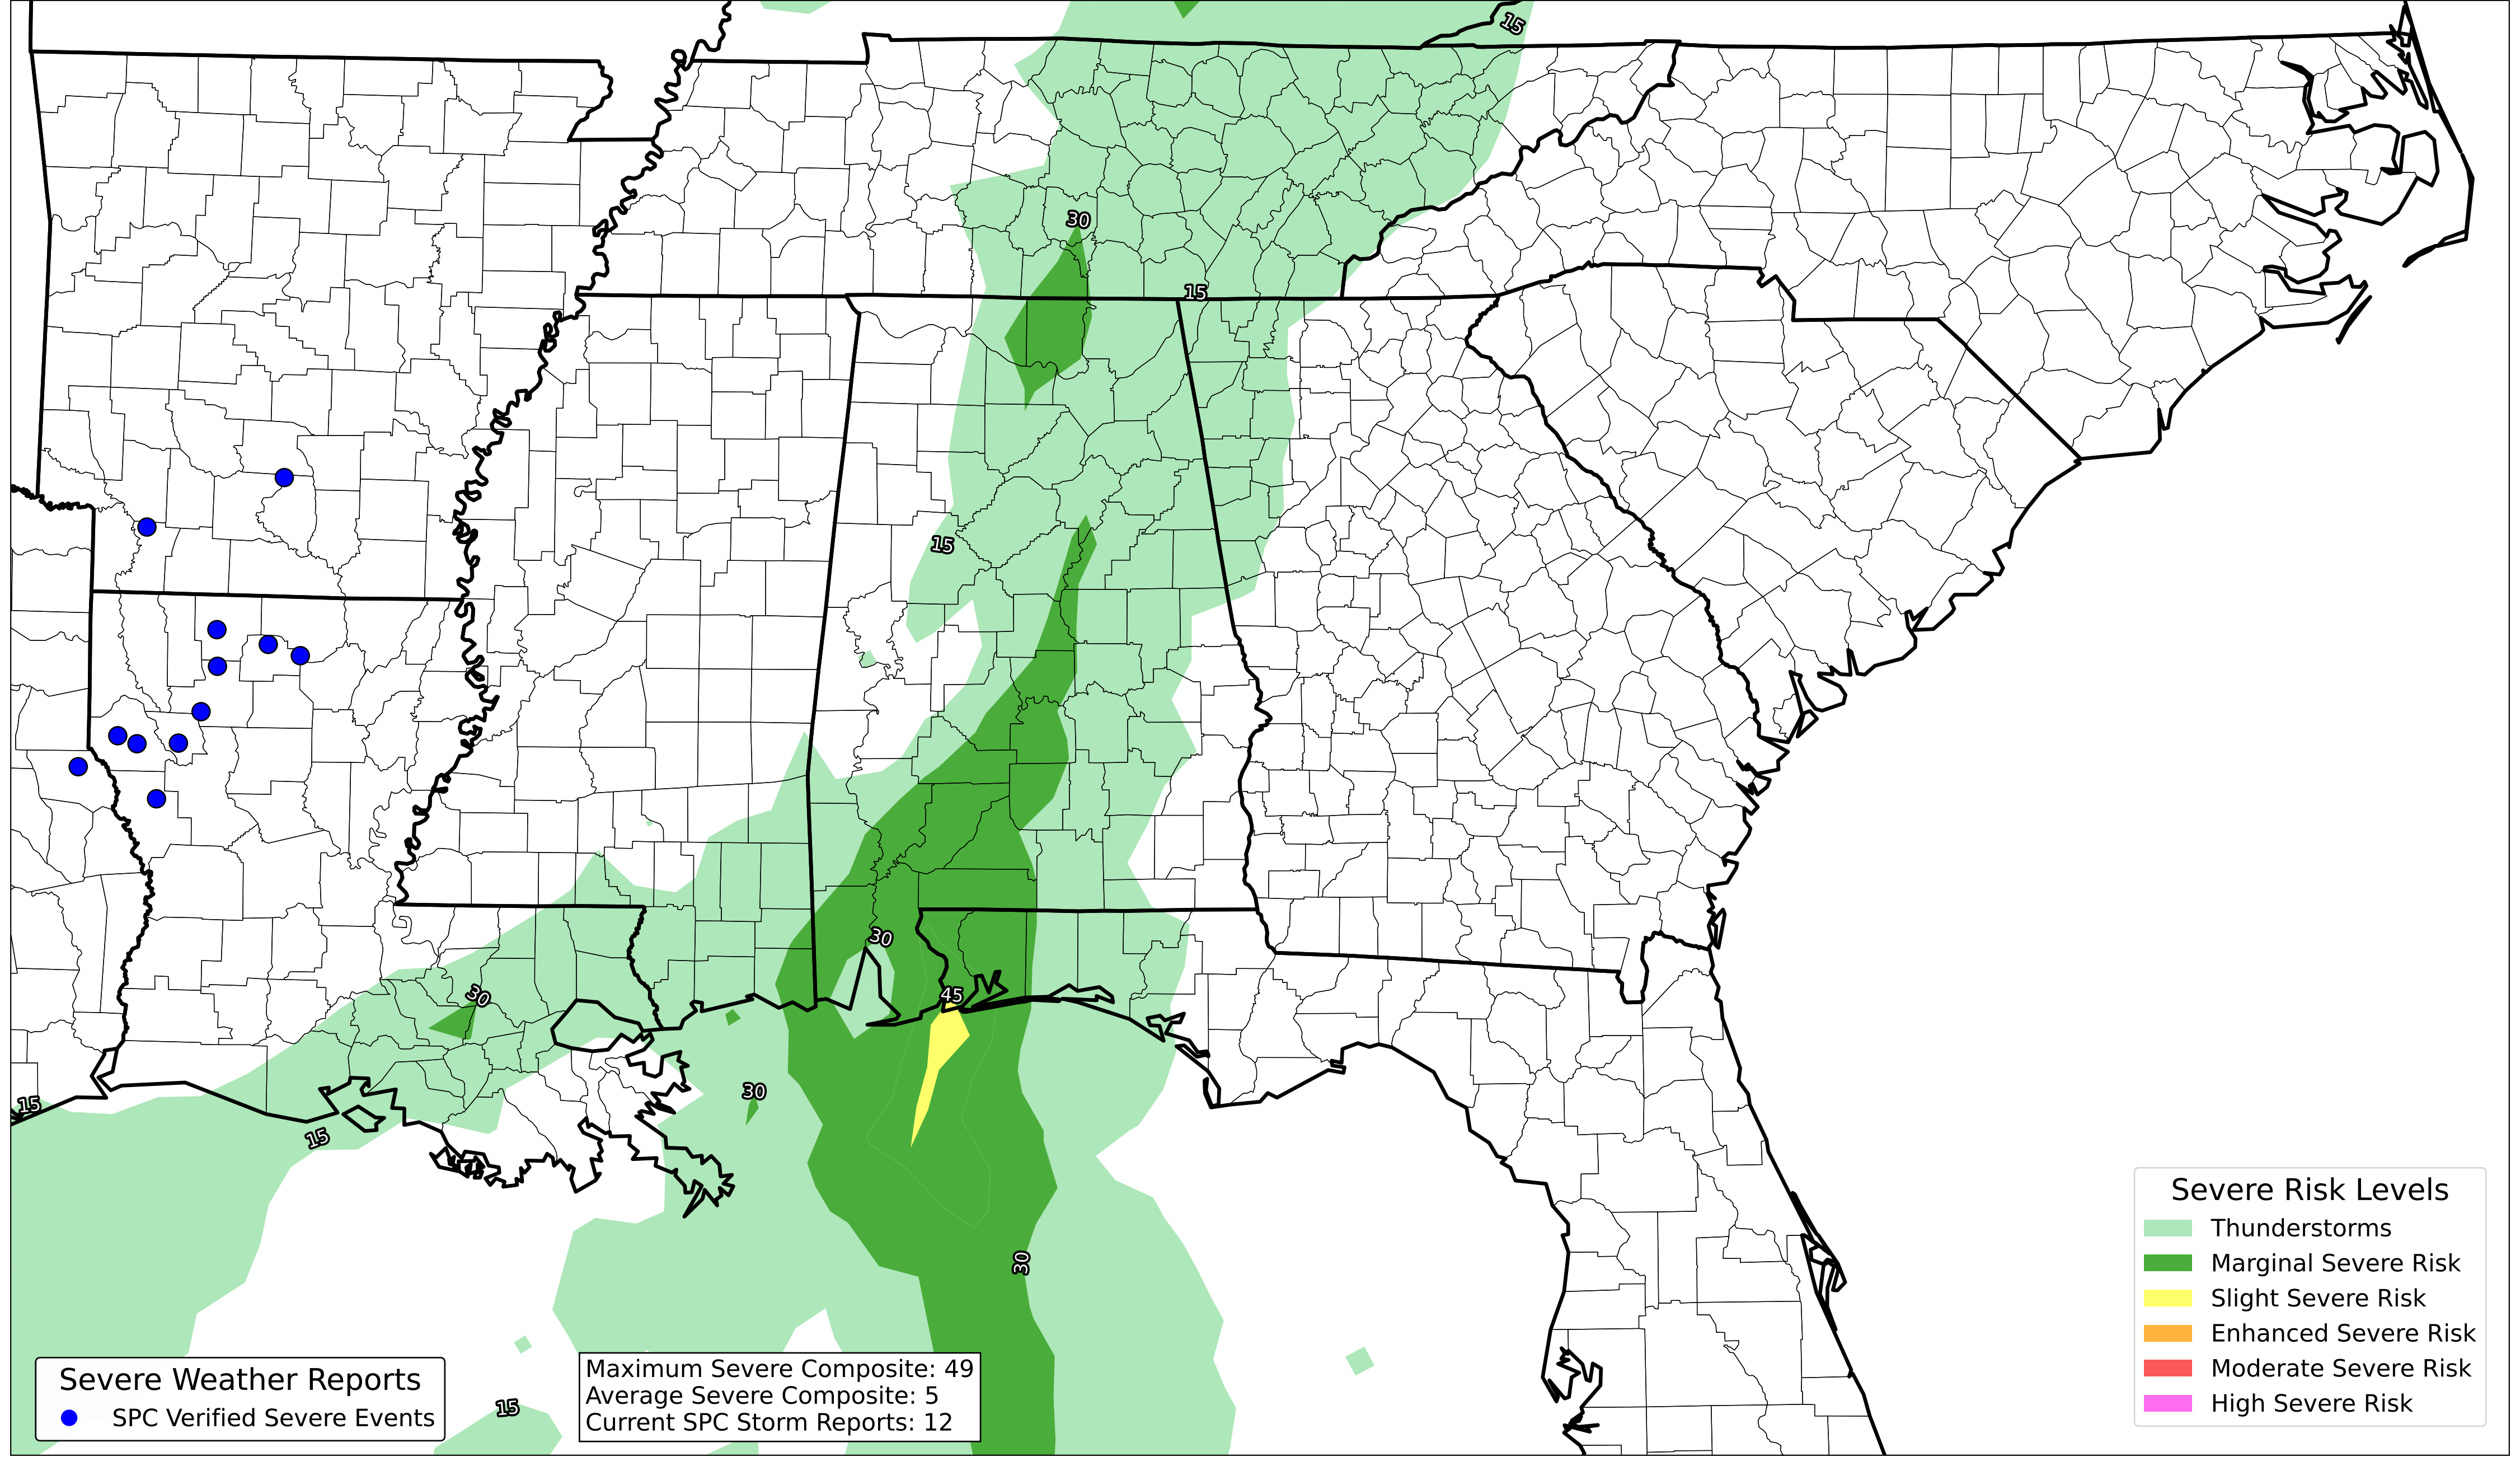 15
30
15
15
30
30
45
30
15
15
30
15
Severe Risk Levels
Thunderstorms
Marginal Severe Risk
Slight Severe Risk
Enhanced Severe Risk
Moderate Severe Risk
High Severe Risk
Severe Weather Reports
SPC Verified Severe Events
Maximum Severe Composite: 49
Average Severe Composite: 5
Current SPC Storm Reports: 12